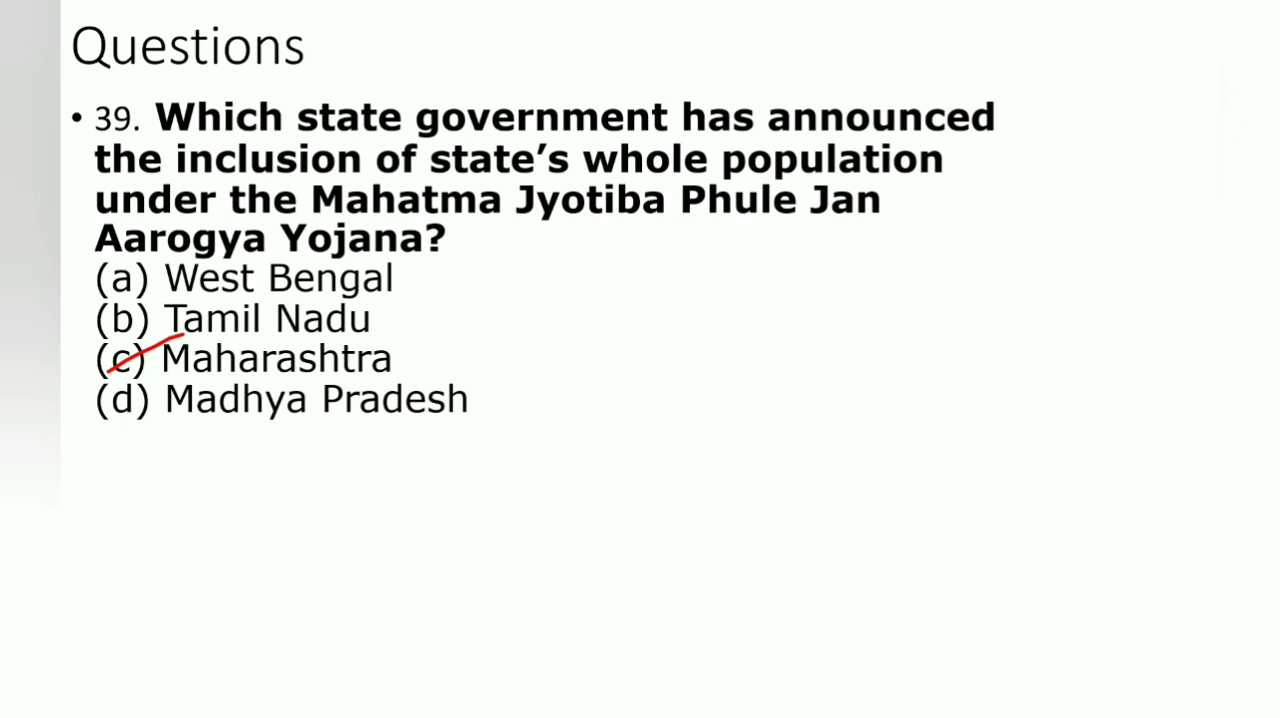 Questions
• 39. Which state government has announced
the inclusion of state’s whole population
under the Mahatma Jyotiba Phule Jan
Aarogya Yojana?
(a) West Bengal
(b) Tamil Nadu
(c) Maharashtra
(d) Madhya Pradesh